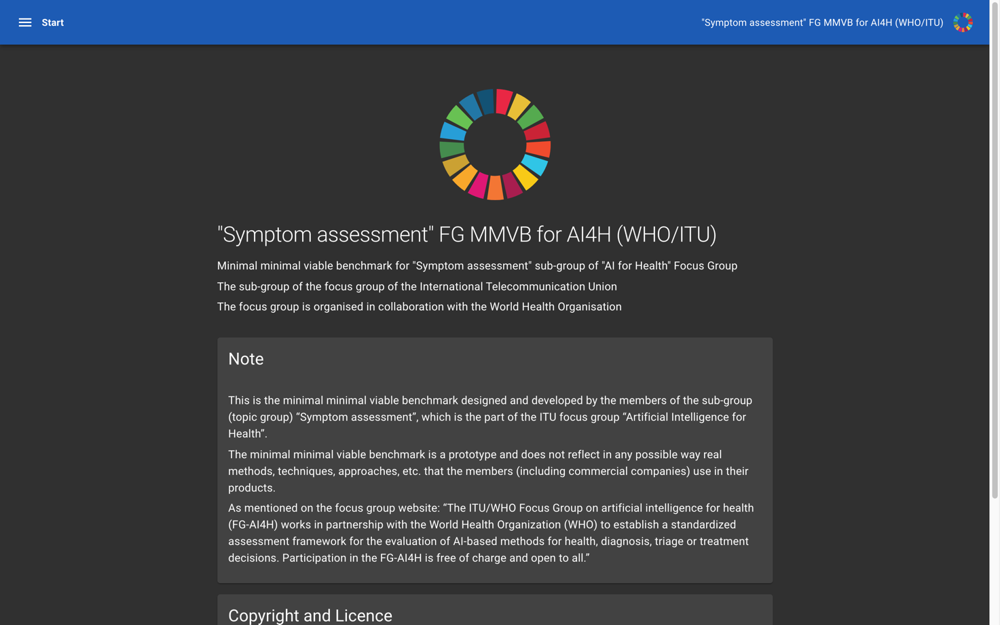 Start
"Symptom assessment" FG MMVB for AI4H (WHO/ITU)
"Symptom assessment" FG MMVB for AI4H (WHO/ITU)
Minimal minimal viable benchmark for "Symptom assessment" sub-group of "AI for Health" Focus Group
The sub-group of the focus group of the International Telecommunication Union
The focus group is organised in collaboration with the World Health Organisation
Note
This is the minimal minimal viable benchmark designed and developed by the members of the sub-group
(topic group) “Symptom assessment”, which is the part of the ITU focus group “Artificial Intelligence for
Health”.
The minimal minimal viable benchmark is a prototype and does not reflect in any possible way real
methods, techniques, approaches, etc. that the members (including commercial companies) use in their
products.
As mentioned on the focus group website: “The ITU/WHO Focus Group on artificial intelligence for health
(FG-AI4H) works in partnership with the World Health Organization (WHO) to establish a standardized
assessment framework for the evaluation of AI-based methods for health, diagnosis, triage or treatment
decisions. Participation in the FG-AI4H is free of charge and open to all.”
Copyright and Licence